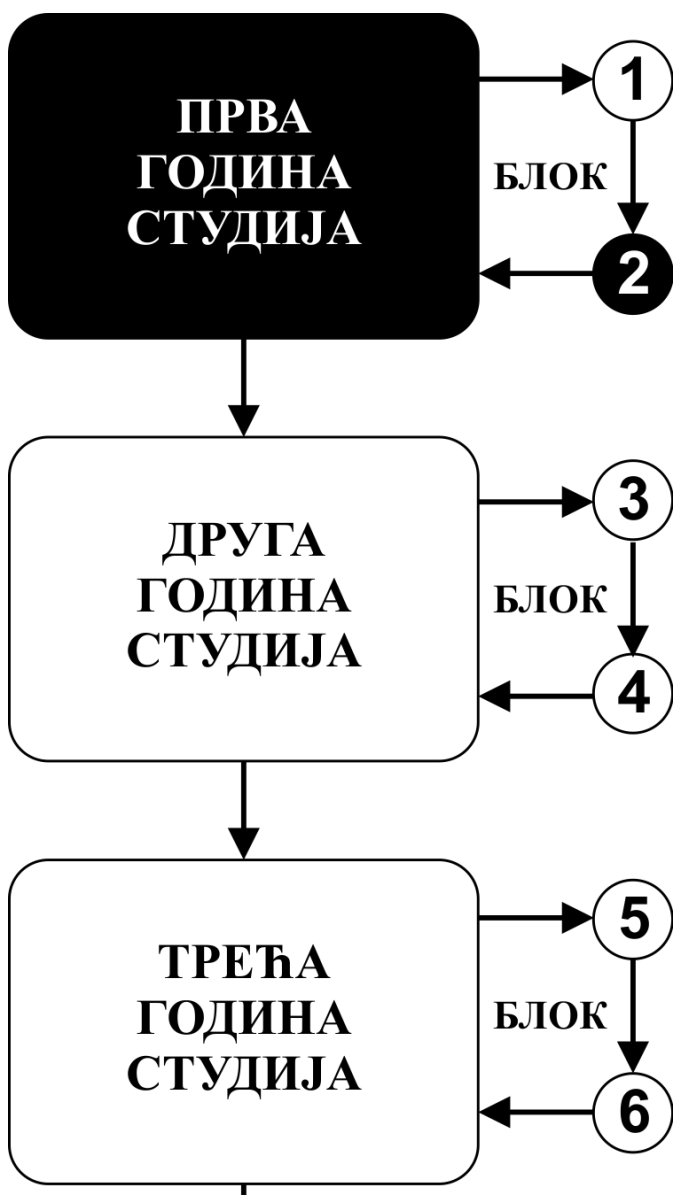 ПРВА
ГОДИНА
СТУДИЈА
1
БЛОК
2
ДРУГА
ГОДИНА
СТУДИЈА
3
БЛОК
4
ТРЕЋА
ГОДИНА
СТУДИЈА
5
БЛОК
6